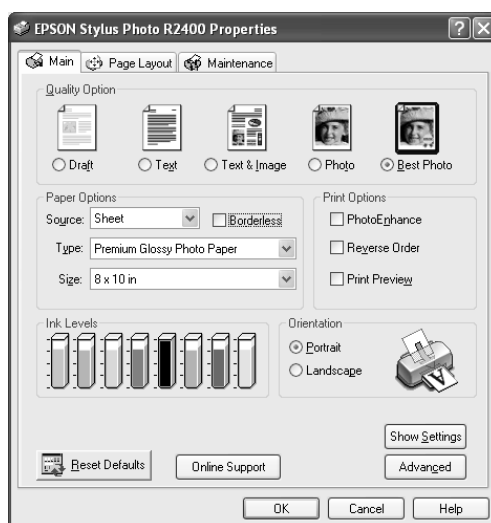 EPSON Stylus Photo R2400 Properties
Main Page Layout Maintenance
Quality Option
Draft Text Text & Image Photo Best Photo
Paper Options
Source: Sheet Borderless
Type: Premium Glossy Photo Paper
Size: 8 x 10 in
Print Options
PhotoEnhance
Reverse Order
Print Preview
Ink Levels
Orientation
Portrait
Landscape
A
Show Settings
Reset Defaults Online Support Advanced
OK Cancel Help